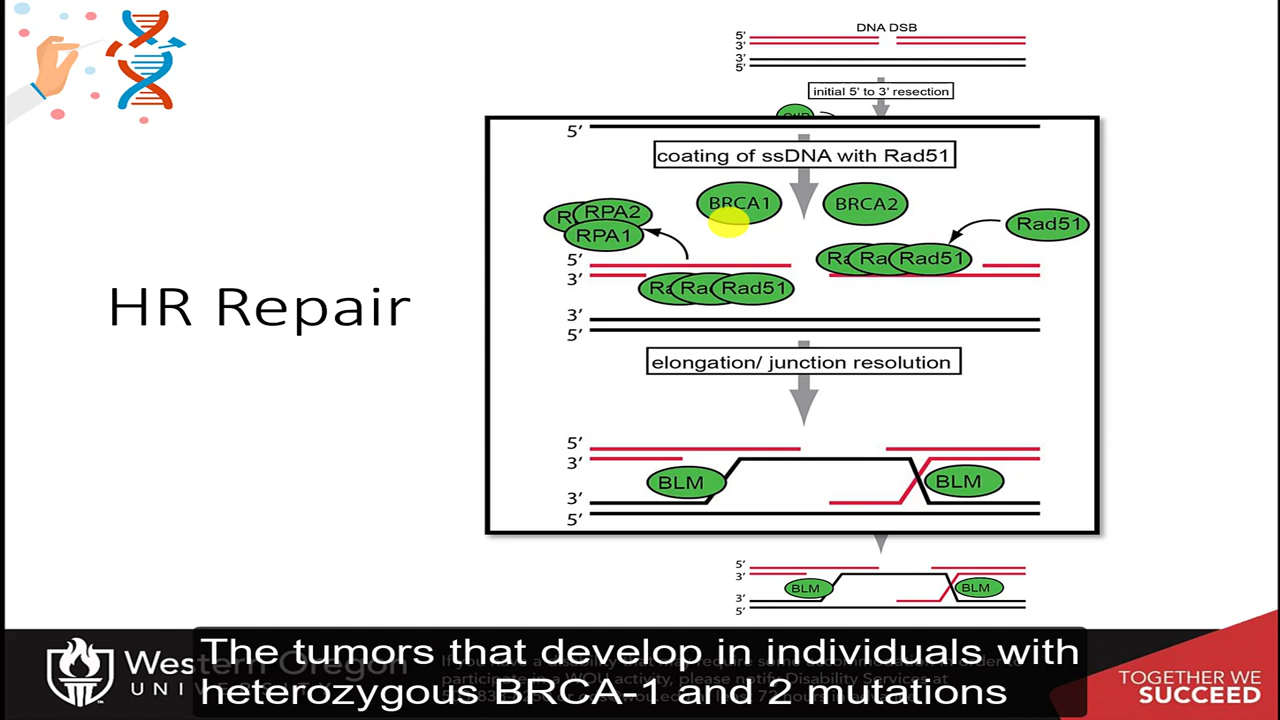 DNA DSB
5’
3’
3’
5’
initial 5’ to 3’ resection
5’
coating of ssDNA with Rad51
BRCA1
BRCA2
RPA2
RPA1
Rad51
5’
3’
Rad51
Rad51
3’
5’
HR Repair
elongation/ junction resolution
5’
3’
BLM
BLM
3’
5’
5’
3’
BLM
BLM
3’
5’
The tumors that develop in individuals with
heterozygous BRCA-1 and 2 mutations
Western Oregon
TOGETHER WE
SUCCEED